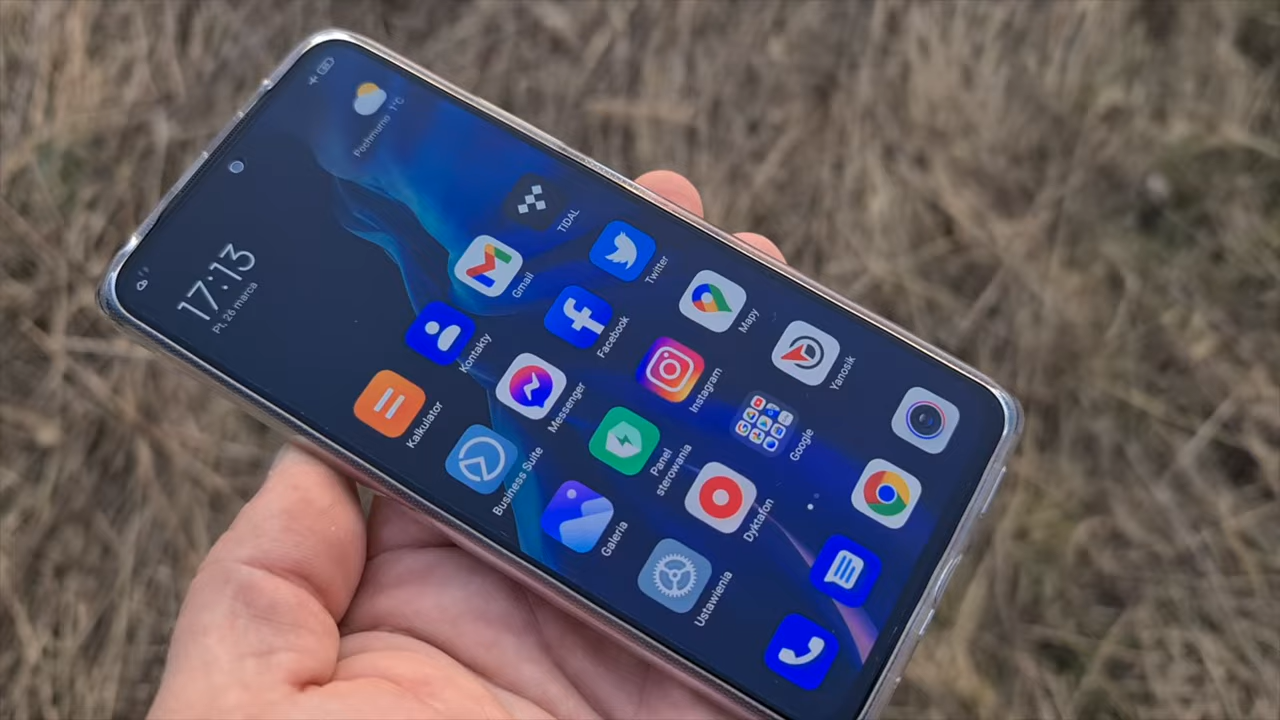 17:13
Pt. 26 marca
Pochmurno 1°C
Kalkulator
Kontakty
Gmail
TIDAL
Business Suite
Messenger
Facebook
Twitter
Galeria
Panel
sterowania
Instagram
Mapy
Ustawienia
Dyktafon
Google
Yanosik